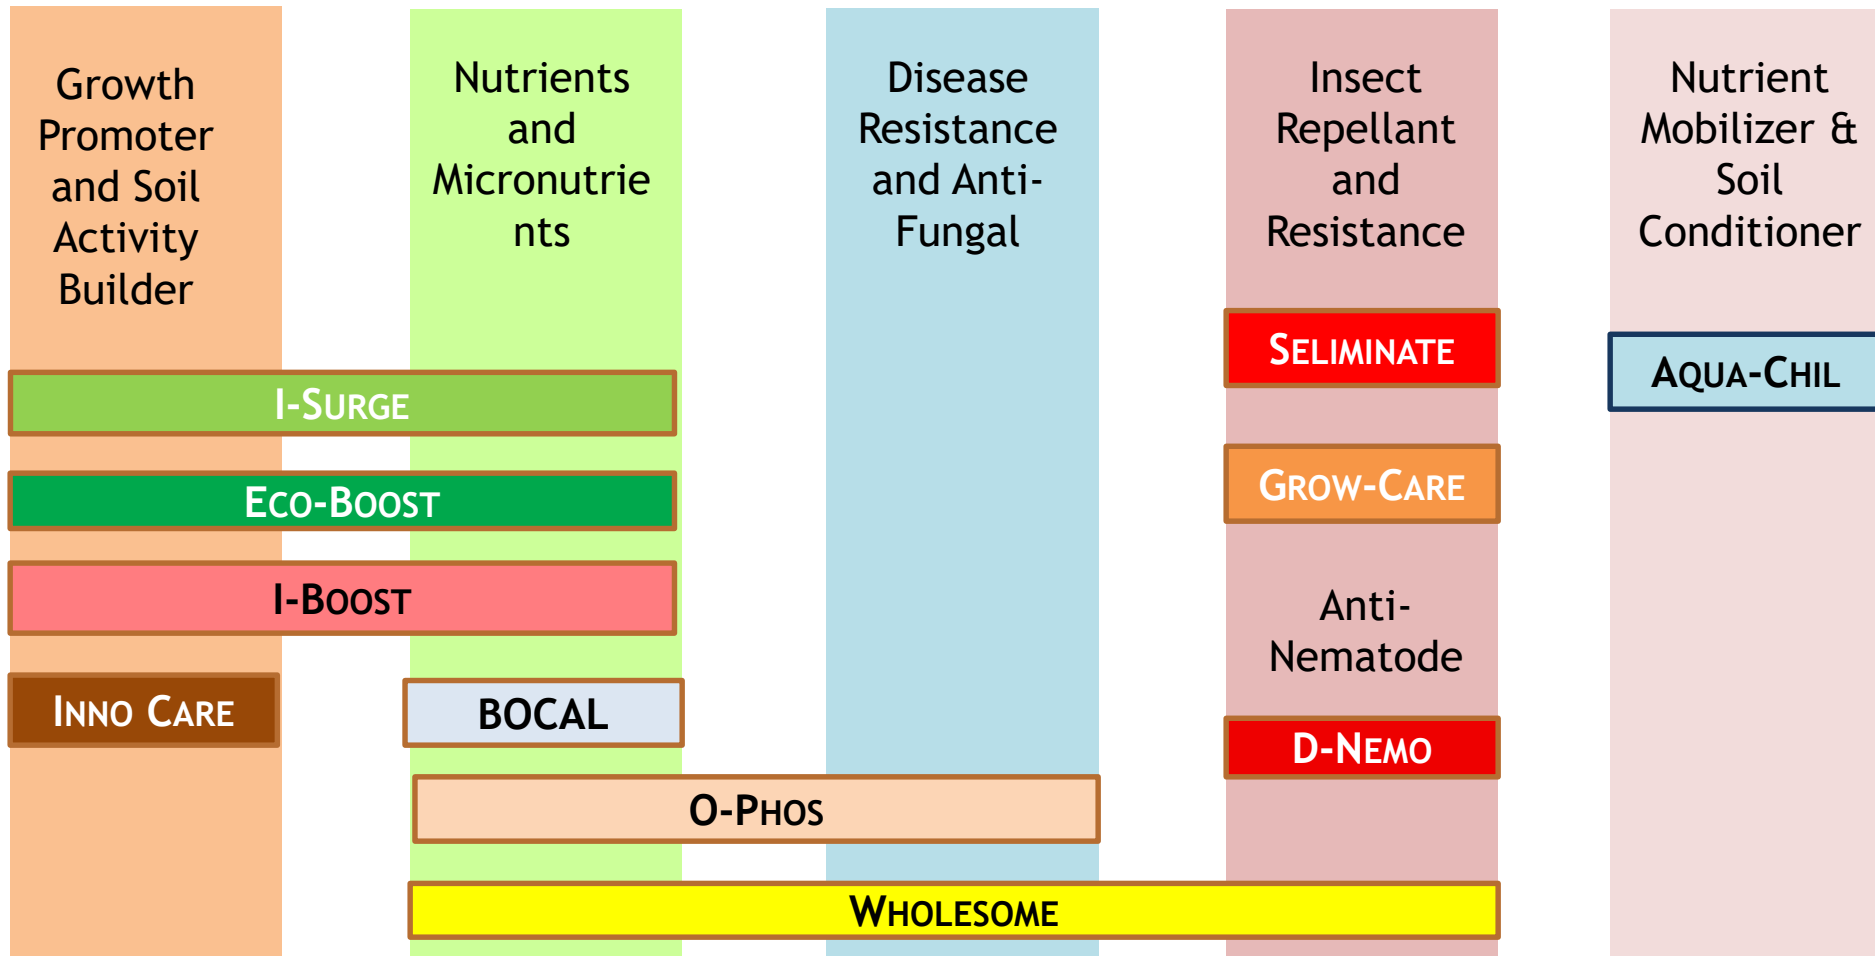 Growth
Promoter
and Soil
Activity
Builder
Nutrients
and
Micronutrie
nts
Disease
Resistance
and Anti-
Fungal
Insect
Repellant
and
Resistance
Nutrient
Mobilizer &
Soil
Conditioner
SELIMINATE
AQUA-CHIL
I-SURGE
GROW-CARE
ECO-BOOST
I-BOOST
Anti-
Nematode
INNO CARE
BOCAL
D-NEMO
O-PHOS
WHOLESOME